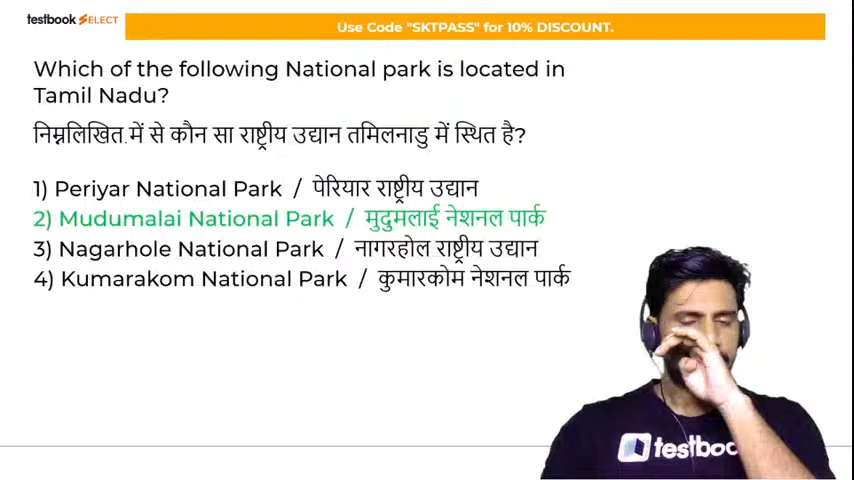 testbook SELECT
Use Code "SKTPASS" for 10% DISCOUNT.
Which of the following National park is located in
Tamil Nadu?
निम्नलिखित में से कौन सा राष्ट्रीय उद्यान तमिलनाडु में स्थित है?
1) Periyar National Park / पेरियार राष्ट्रीय उद्यान
2) Mudumalai National Park / मुदुमलाई नेशनल पार्क
3) Nagarhole National Park / नागरहोल राष्ट्रीय उद्यान
4) Kumarakom National Park / कुमारकोम नेशनल पार्क
testboo